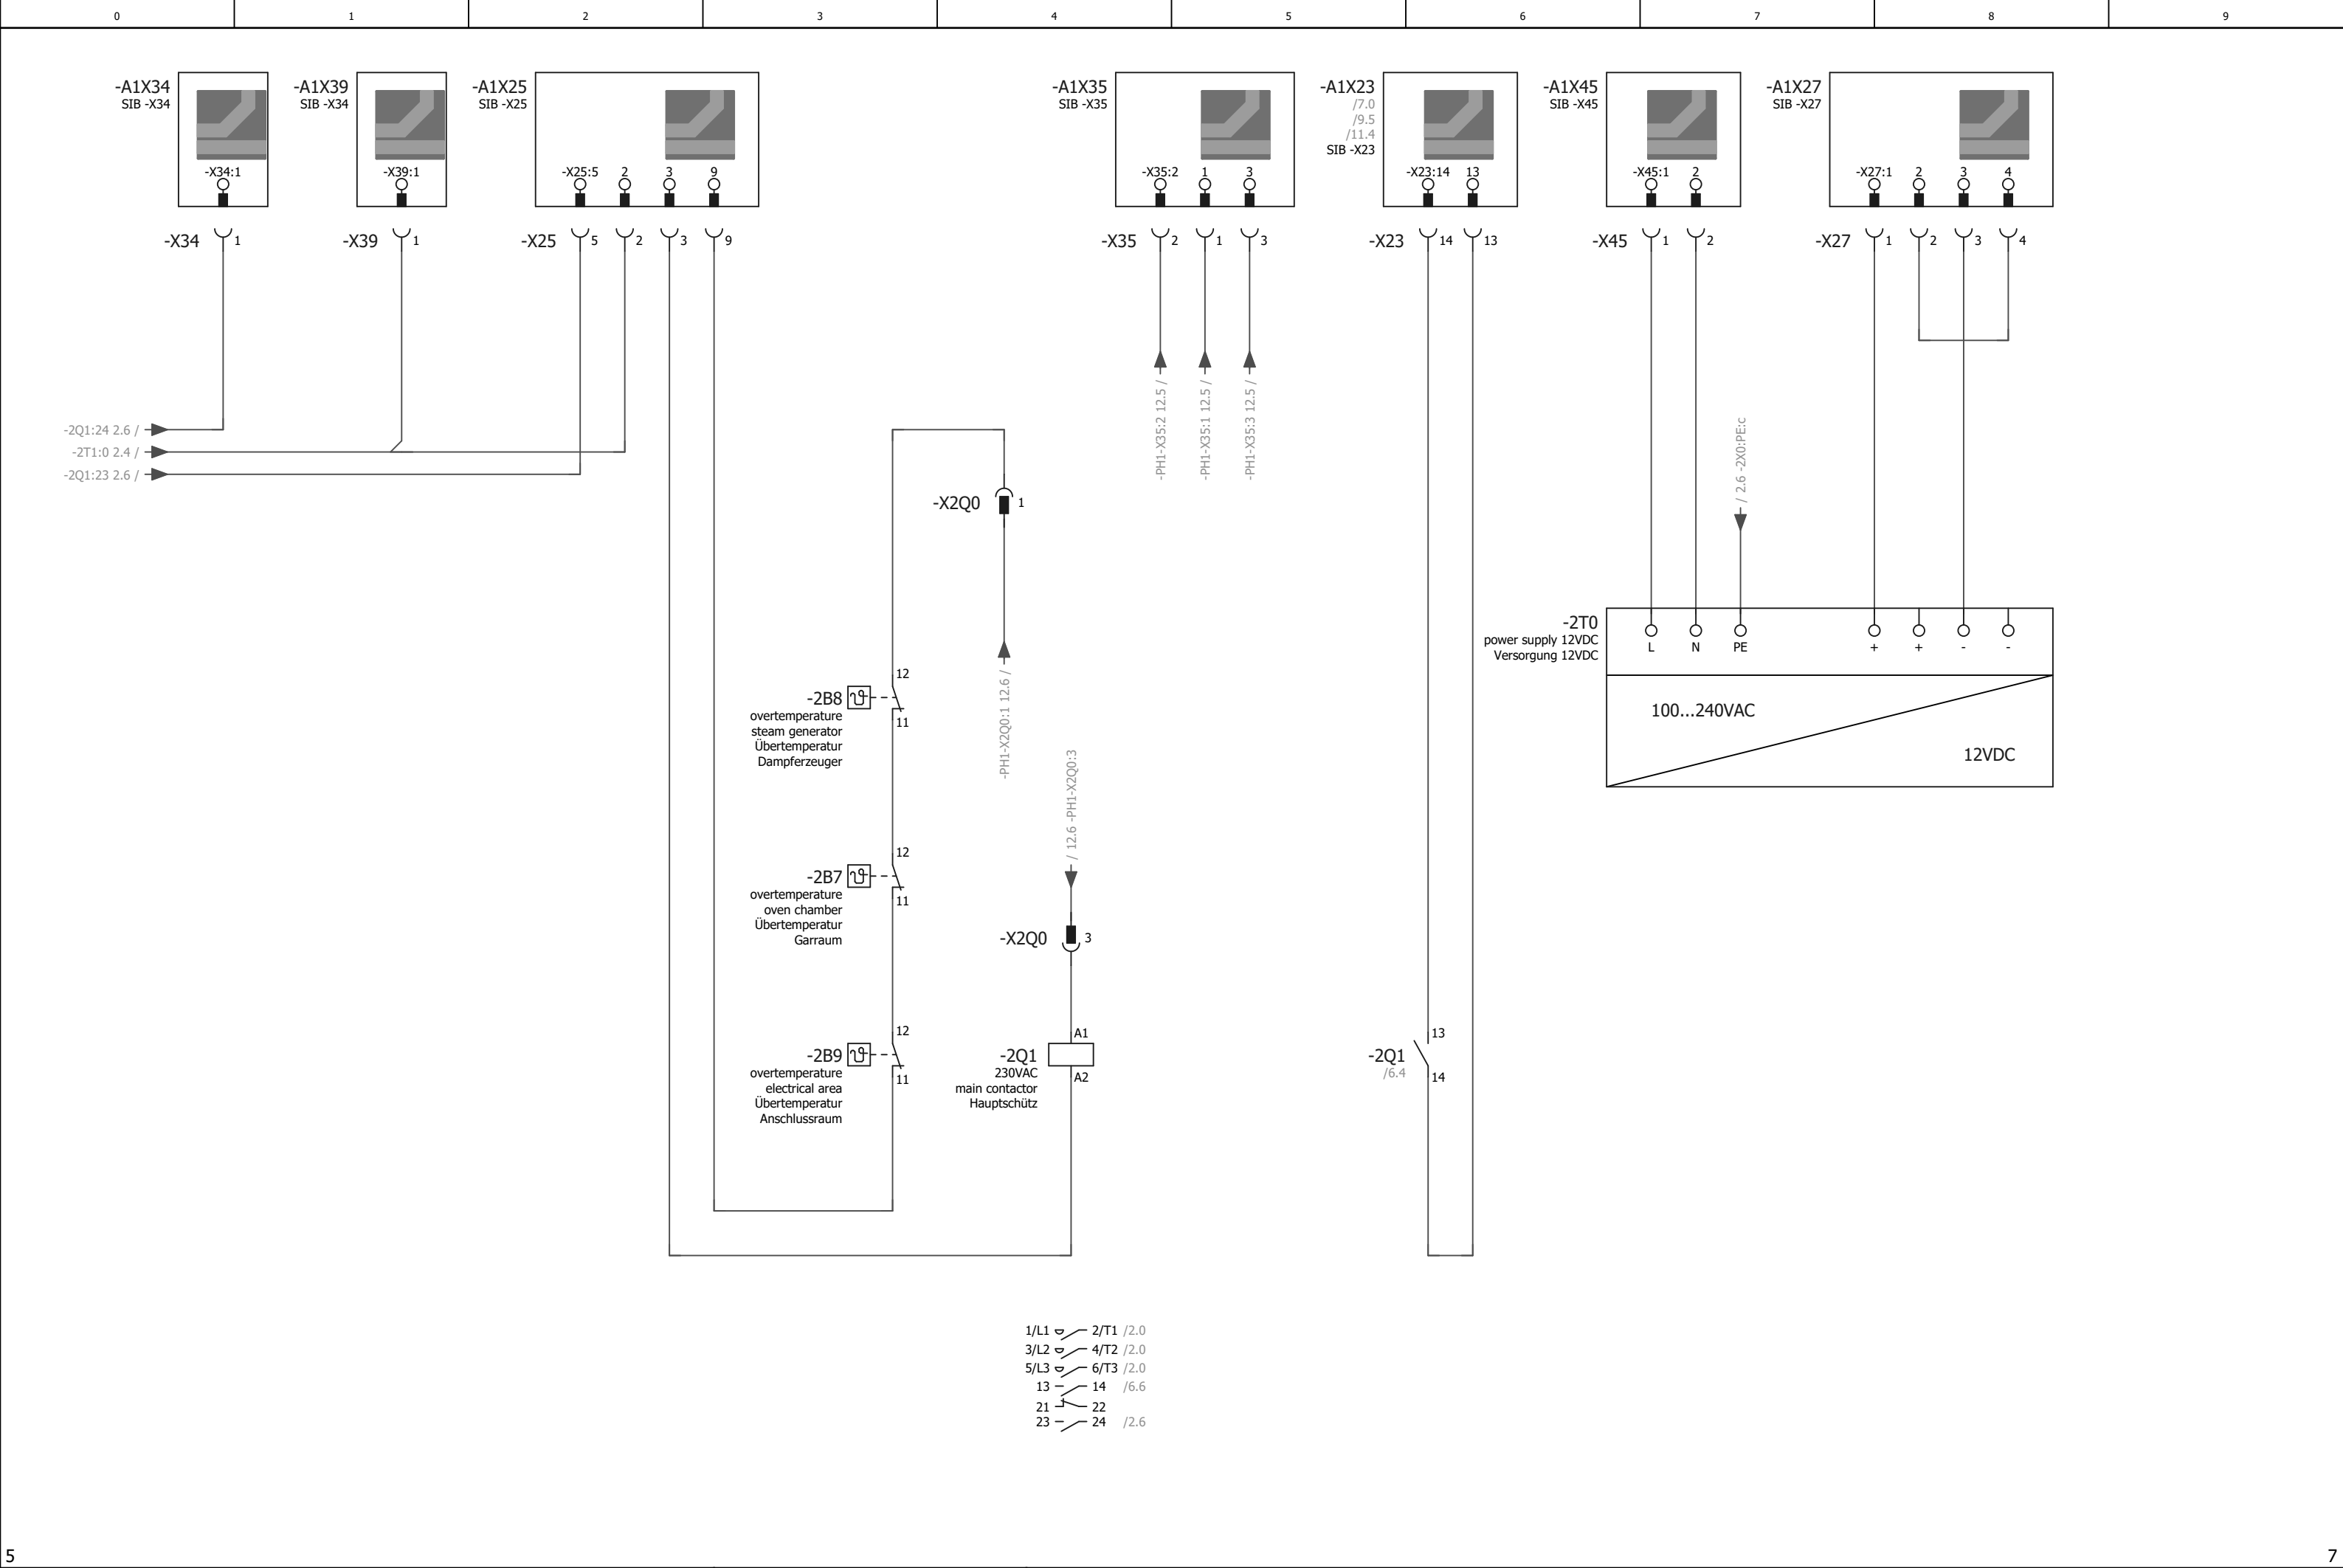 0 1 2 3 4 5 6 7 8 9
-A1X34
SIB -X34
-X34:1
-A1X39
SIB -X34
-X39:1
-A1X25
SIB -X25
-X25:5 2 3 9
-A1X35
SIB -X35
-X35:2 1 3
-A1X23
/7.0
/9.5
/11.4
SIB -X23
-X23:14 13
-A1X45
SIB -X45
-X45:1 2
-A1X27
SIB -X27
-X27:1 2 3 4
-X34 1
-X39 1
-X25 5 2 3 9
-X35 2 1 3
-X23 14 13
-X45 1 2
-X27 1 2 3 4
-2Q1:24 2.6 /
-2T1:0 2.4 /
-2Q1:23 2.6 /
-PH1-X35:2 12.5 /
-PH1-X35:1 12.5 /
-PH1-X35:3 12.5 /
/ 2.6 -2X0:PE:c
-X2Q0 1
-PH1-X2Q0:1 12.6 /
-2T0
power supply 12VDC
Versorgung 12VDC
L N PE + + - -
100...240VAC
12VDC
12
-2B8
11
overtemperature
steam generator
Übertemperatur
Dampferzeuger
/ 12.6 -PH1-X2Q0:3
12
-2B7
11
overtemperature
oven chamber
Übertemperatur
Garraum
-X2Q0 3
12
-2B9
11
overtemperature
electrical area
Übertemperatur
Anschlussraum
A1
-2Q1
230VAC
A2
main contactor
Hauptschütz
13
-2Q1
/6.4
14
1/L1 2/T1 /2.0
3/L2 4/T2 /2.0
5/L3 6/T3 /2.0
13 14 /6.6
21 22
23 24 /2.6
5 7